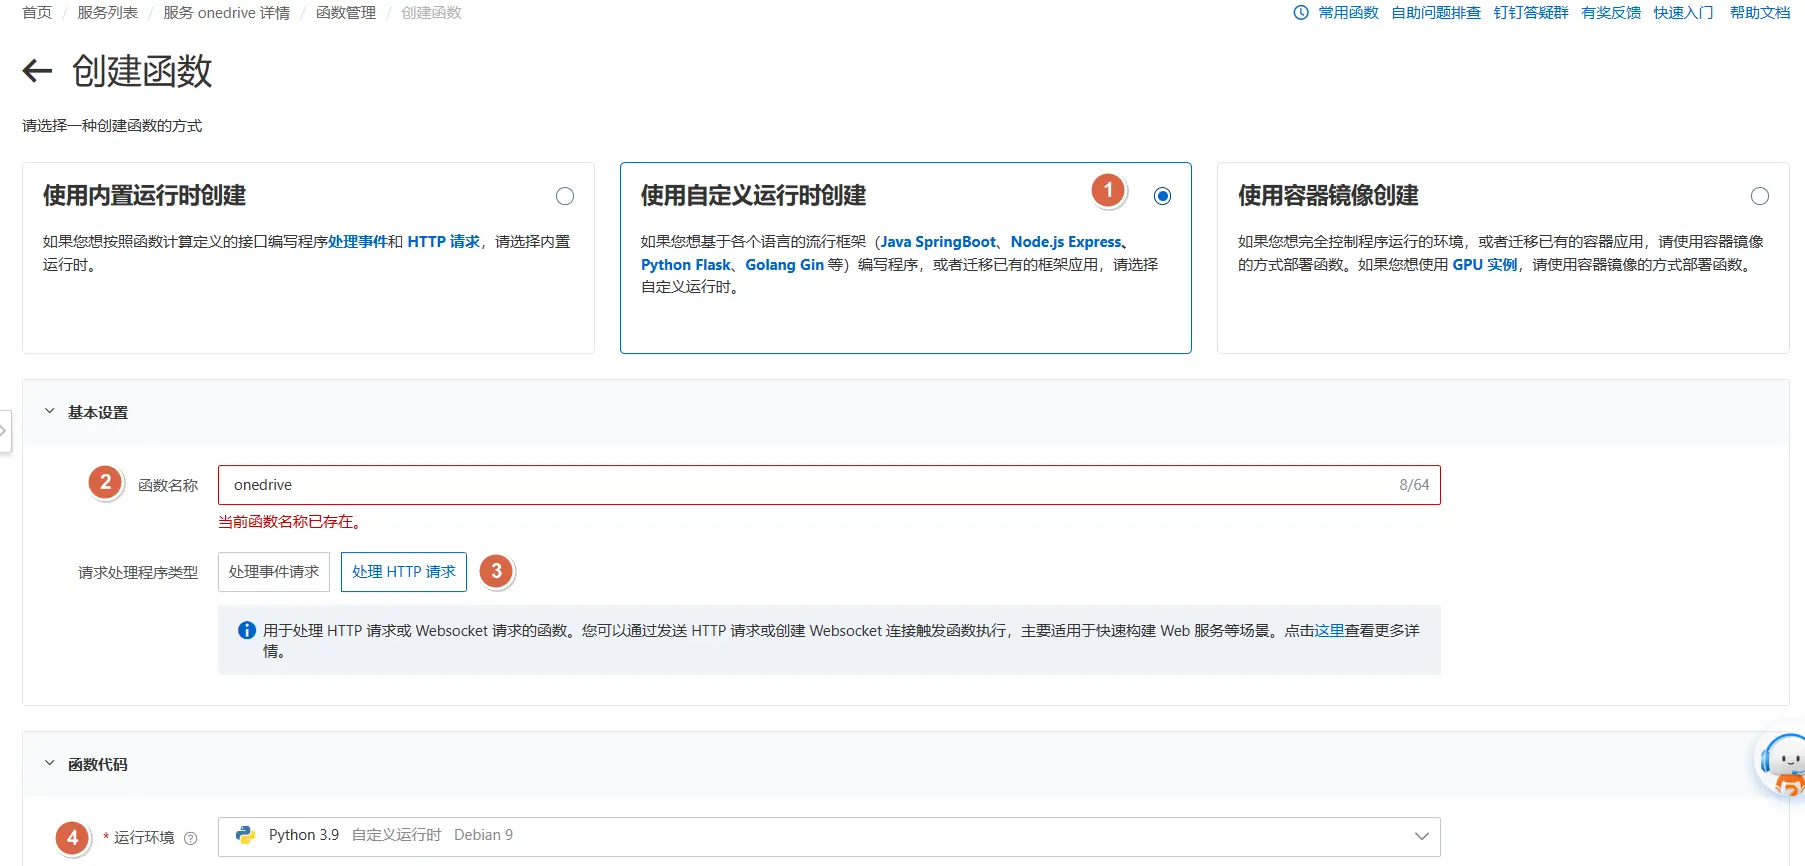 首页 / 服务列表 / 服务 onedrive 详情 / 函数管理 / 创建函数
常用函数 自助问题排查 钉钉答疑群 有奖反馈 快速入门 帮助文档
创建函数
请选择一种创建函数的方式
使用内置运行时创建
如果您想按照函数计算定义的接口编写程序处理事件和 HTTP 请求，请选择内置
运行时。
使用自定义运行时创建
1
如果您想基于各个语言的流行框架（Java SpringBoot、Node.js Express、
Python Flask、Golang Gin 等）编写程序，或者迁移已有的框架应用，请选择
自定义运行时。
使用容器镜像创建
如果您想完全控制程序运行的环境，或者迁移已有的容器应用，请使用容器镜像
的方式部署函数。如果您想使用 GPU 实例，请使用容器镜像的方式部署函数。
基本设置
2 函数名称 onedrive 8/64
当前函数名称已存在。
请求处理程序类型 处理事件请求 处理 HTTP 请求 3
用于处理 HTTP 请求或 Websocket 请求的函数。您可以通过发送 HTTP 请求或创建 Websocket 连接触发函数执行，主要适用于快速构建 Web 服务等场景。点击这里查看更多详
情。
函数代码
4 * 运行环境 Python 3.9 自定义运行时 Debian 9